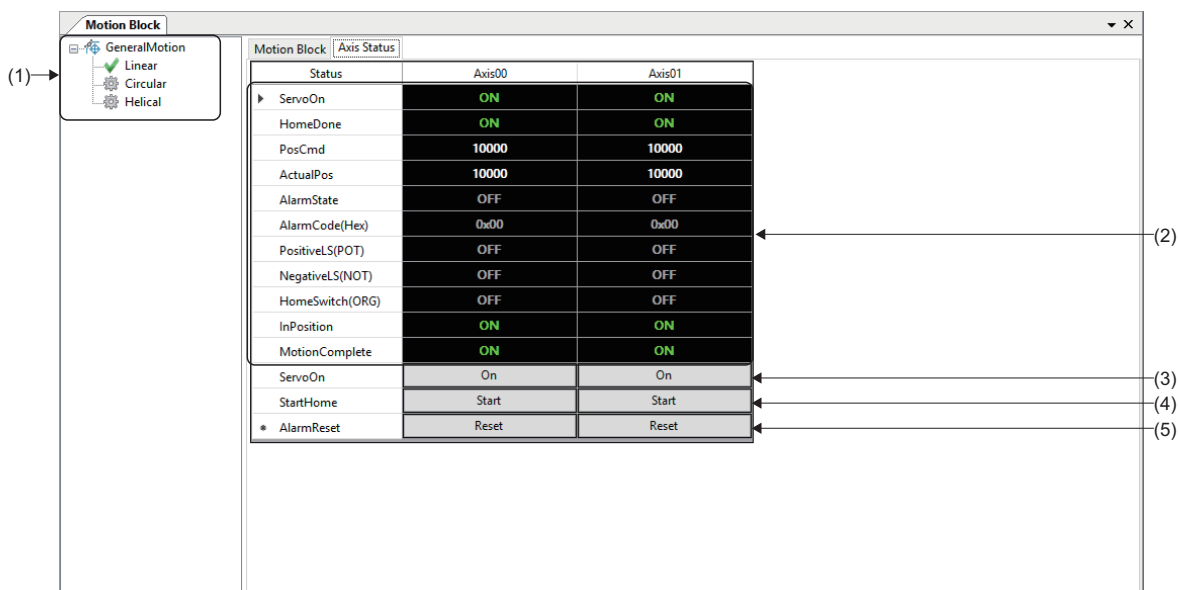 Motion Block
GeneralMotion
Linear
Circular
Helical
(1)
Motion Block Axis Status
Status Axis00 Axis01
ServoOn ON ON
HomeDone ON ON
PosCmd 10000 10000
ActualPos 10000 10000
AlarmState OFF OFF
AlarmCode(Hex) 0x00 0x00
(2)
PositiveLS(POT) OFF OFF
NegativeLS(NOT) OFF OFF
HomeSwitch(ORG) OFF OFF
InPosition ON ON
MotionComplete ON ON
ServoOn On On (3)
StartHome Start Start (4)
* AlarmReset Reset Reset (5)